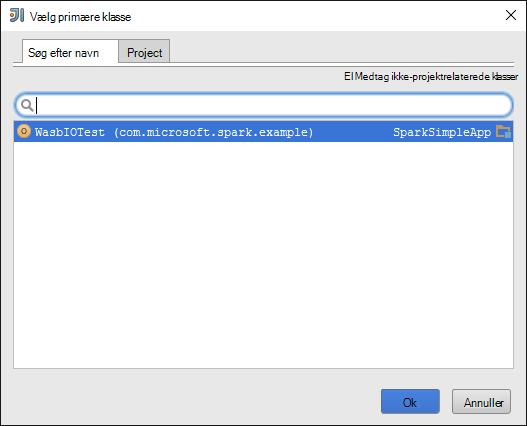 Vælg primære klasse
Søg efter navn Project
El Medtag ikke-projektrelaterede klasser
WasbIOTest (com.microsoft.spark.example) SparkSimpleApp
Ok Annuller